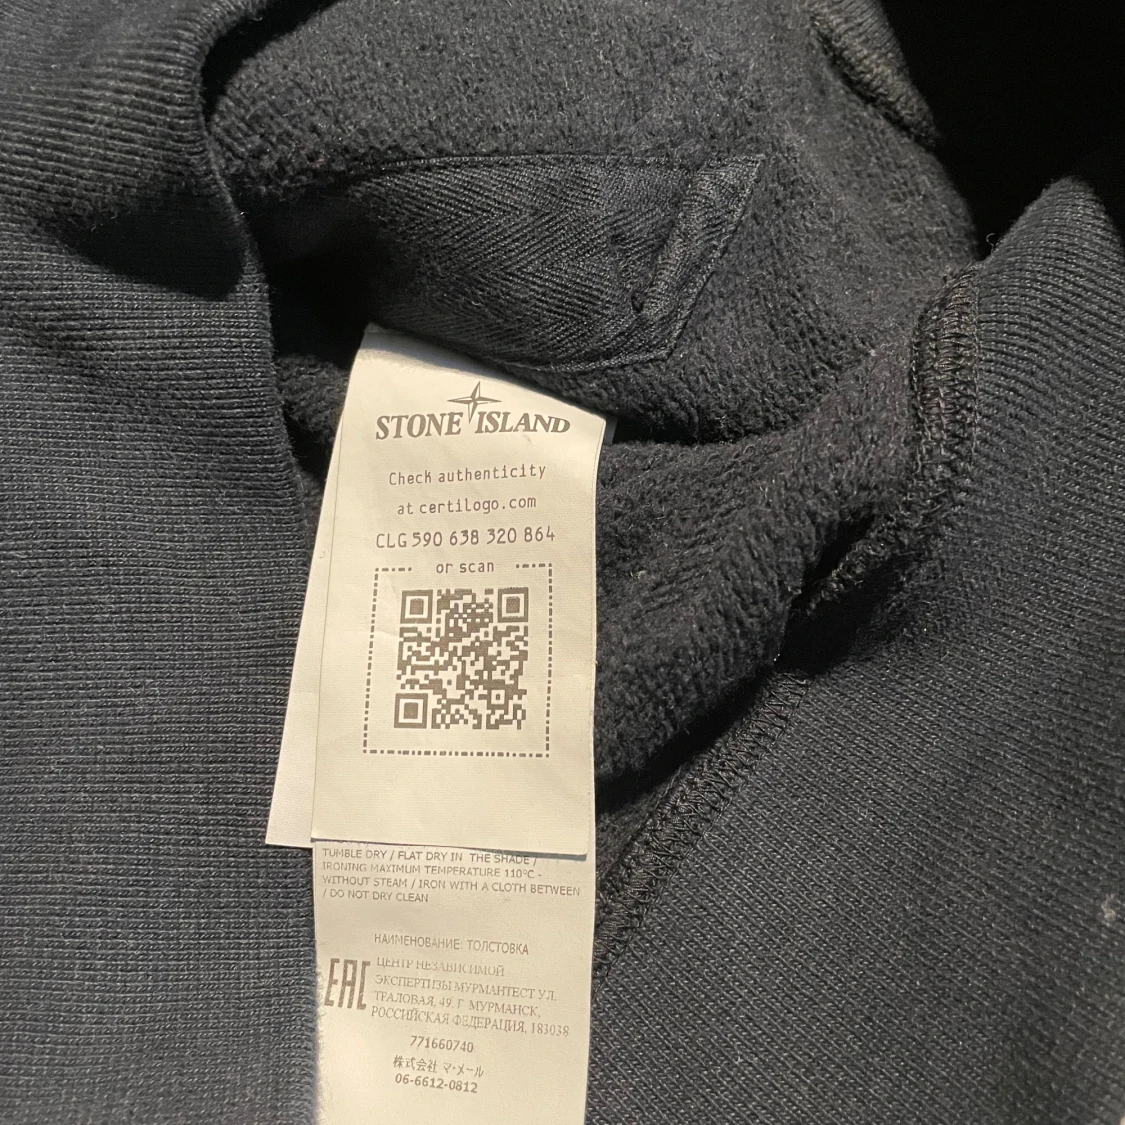 STONE ISLAND
Check authenticity
at certilogo.com
CLG 590 638 320 864
or scan
TUMBLE DRY / FLAT DRY IN THE SHADE /
IRONING MAXIMUM TEMPERATURE 110°C -
WITHOUT STEAM / IRON WITH A CLOTH BETWEEN
/ DO NOT DRY CLEAN
НАИМЕНОВАНИЕ: ТОЛСТОВКА
EAC
ЦЕНТР НЕЗАВИСИМОЙ
ЭКСПЕРТИЗЫ МУРМАНТЕСТ УЛ.
ТРАЛОВАЯ, 49, Г. МУРМАНСК,
РОССИЙСКАЯ ФЕДЕРАЦИЯ, 183038
771660740
株式会社 マ・メール
06-6612-0812